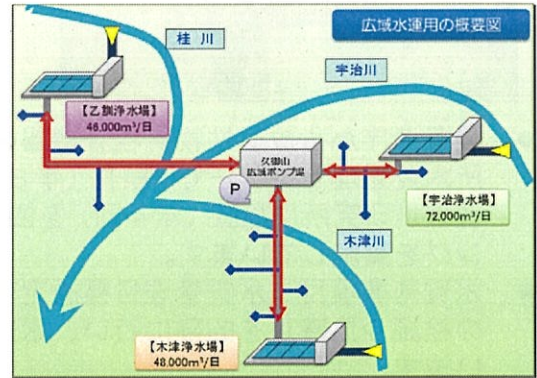 広域水運用の概要図
桂川
宇治川
【乙訓浄水場】
46,000m³/日
久御山
広域ポンプ場
P
【宇治浄水場】
72,000m³/日
木津川
【木津浄水場】
48,000m³/日